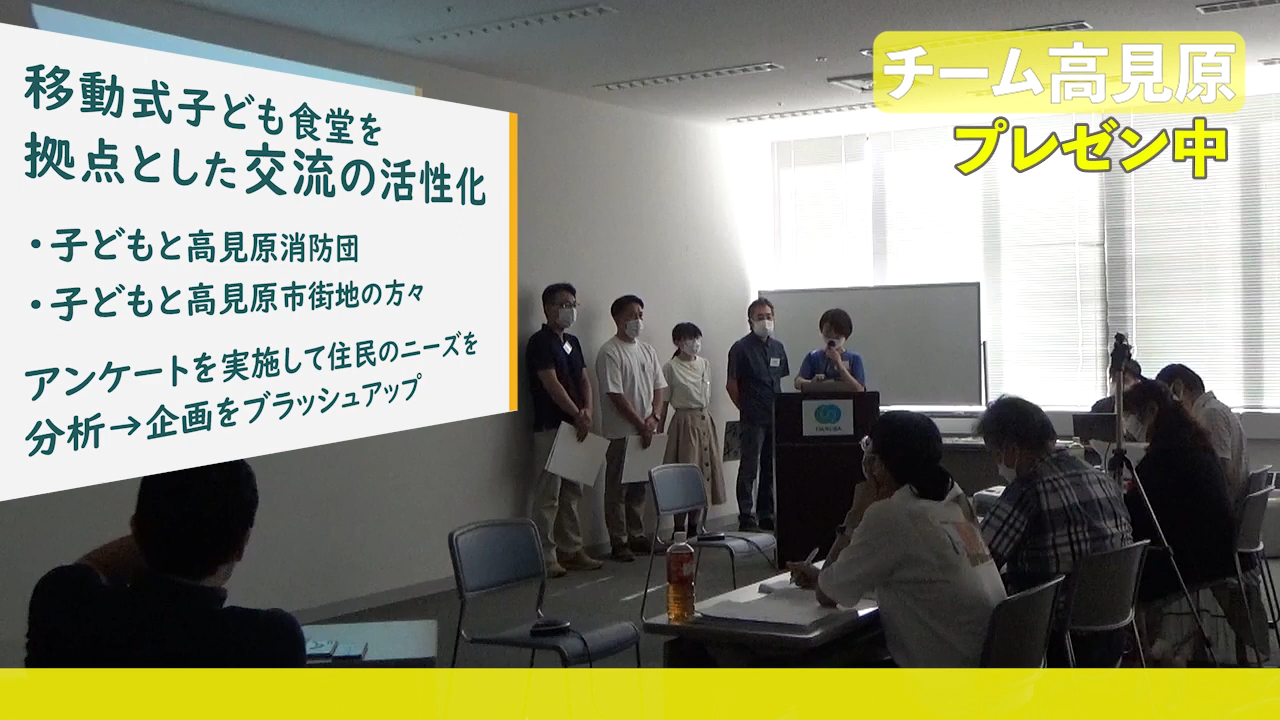 移動式子ども食堂を
拠点とした交流の活性化
・子どもと高見原消防団
・子どもと高見原市街地の方々
アンケートを実施して住民のニーズを
分析→企画をブラッシュアップ
チーム高見原
プレゼン中